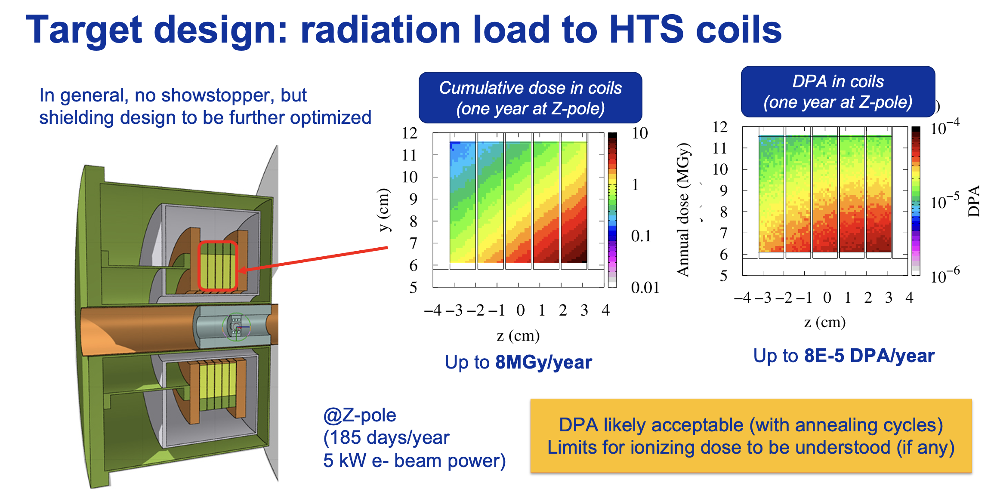 Target design: radiation load to HTS coils
In general, no showstopper, but
shielding design to be further optimized
Cumulative dose in coils
(one year at Z-pole)
12
11
10
9
8
7
6
5
y (cm)
−4 −3 −2 −1 0 1 2 3 4
z (cm)
10
1
0.1
0.01
Annual dose (MGy)
Up to 8MGy/year
DPA in coils
(one year at Z-pole)
)
12
11
10
9
8
7
6
5
−4 −3 −2 −1 0 1 2 3 4
z (cm)
10−4
10−5
10−6
DPA
Up to 8E-5 DPA/year
@Z-pole
(185 days/year
5 kW e- beam power)
DPA likely acceptable (with annealing cycles)
Limits for ionizing dose to be understood (if any)